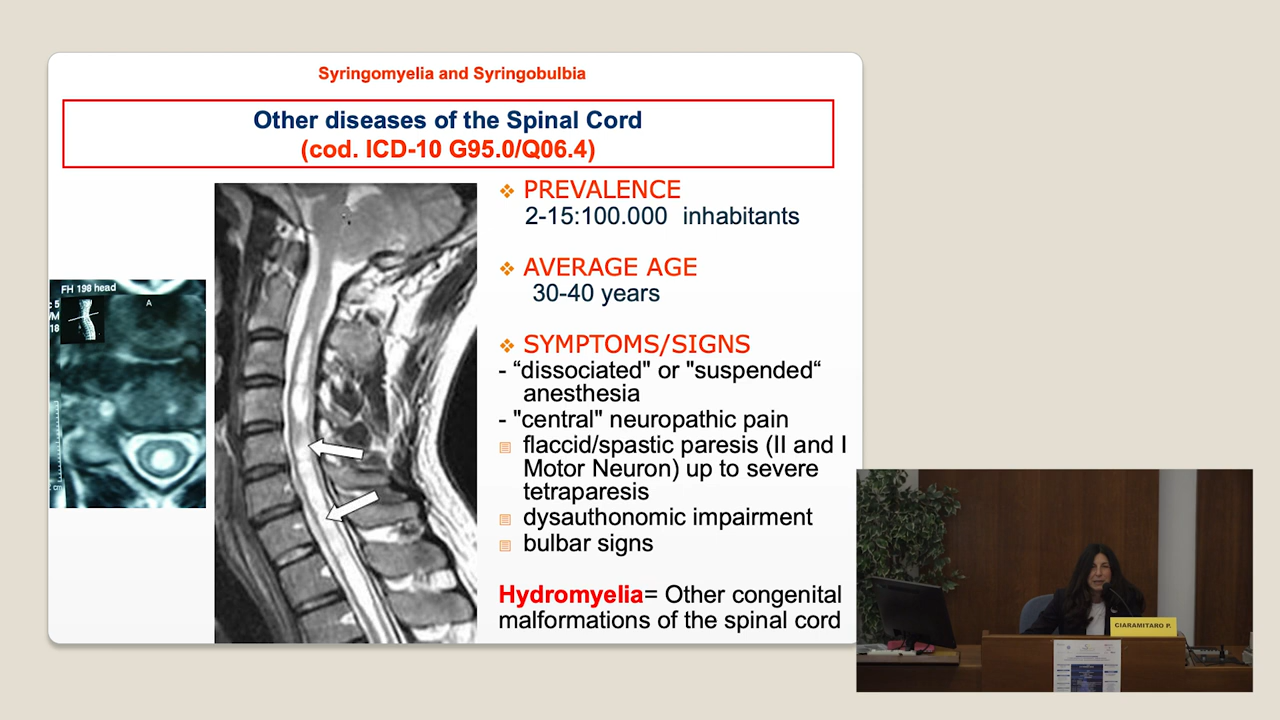 Syringomyelia and Syringobulbia
Other diseases of the Spinal Cord
(cod. ICD-10 G95.0/Q06.4)
FH 198 head
A
c 5
/M
18
PREVALENCE
2-15:100.000 inhabitants
AVERAGE AGE
30-40 years
SYMPTOMS/SIGNS
- “dissociated" or "suspended“
anesthesia
- "central" neuropathic pain
flaccid/spastic paresis (II and I
Motor Neuron) up to severe
tetraparesis
dysauthonomic impairment
bulbar signs
Hydromyelia= Other congenital
malformations of the spinal cord
CIARAMITARO P.